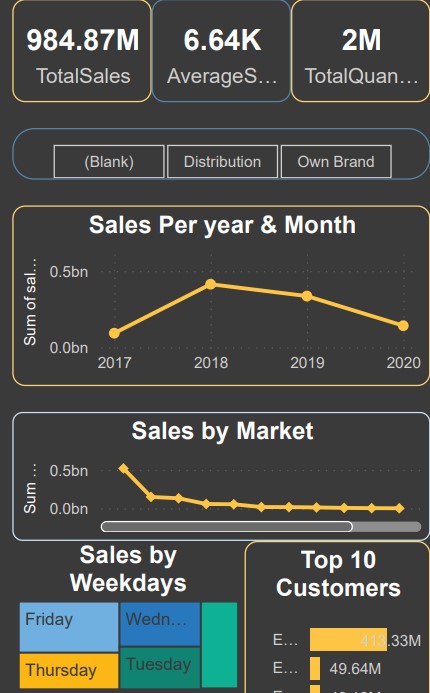 984.87M
TotalSales
6.64K
AverageS...
2M
TotalQuan...
(Blank)
Distribution
Own Brand
Sales Per year & Month
Sum of sal...
0.5bn
0.0bn
2017 2018 2019 2020
Sales by Market
Sum ...
0.5bn
0.0bn
Sales by
Weekdays
Friday
Wedn...
Thursday
Tuesday
Top 10
Customers
E... 413.33M
E... 49.64M